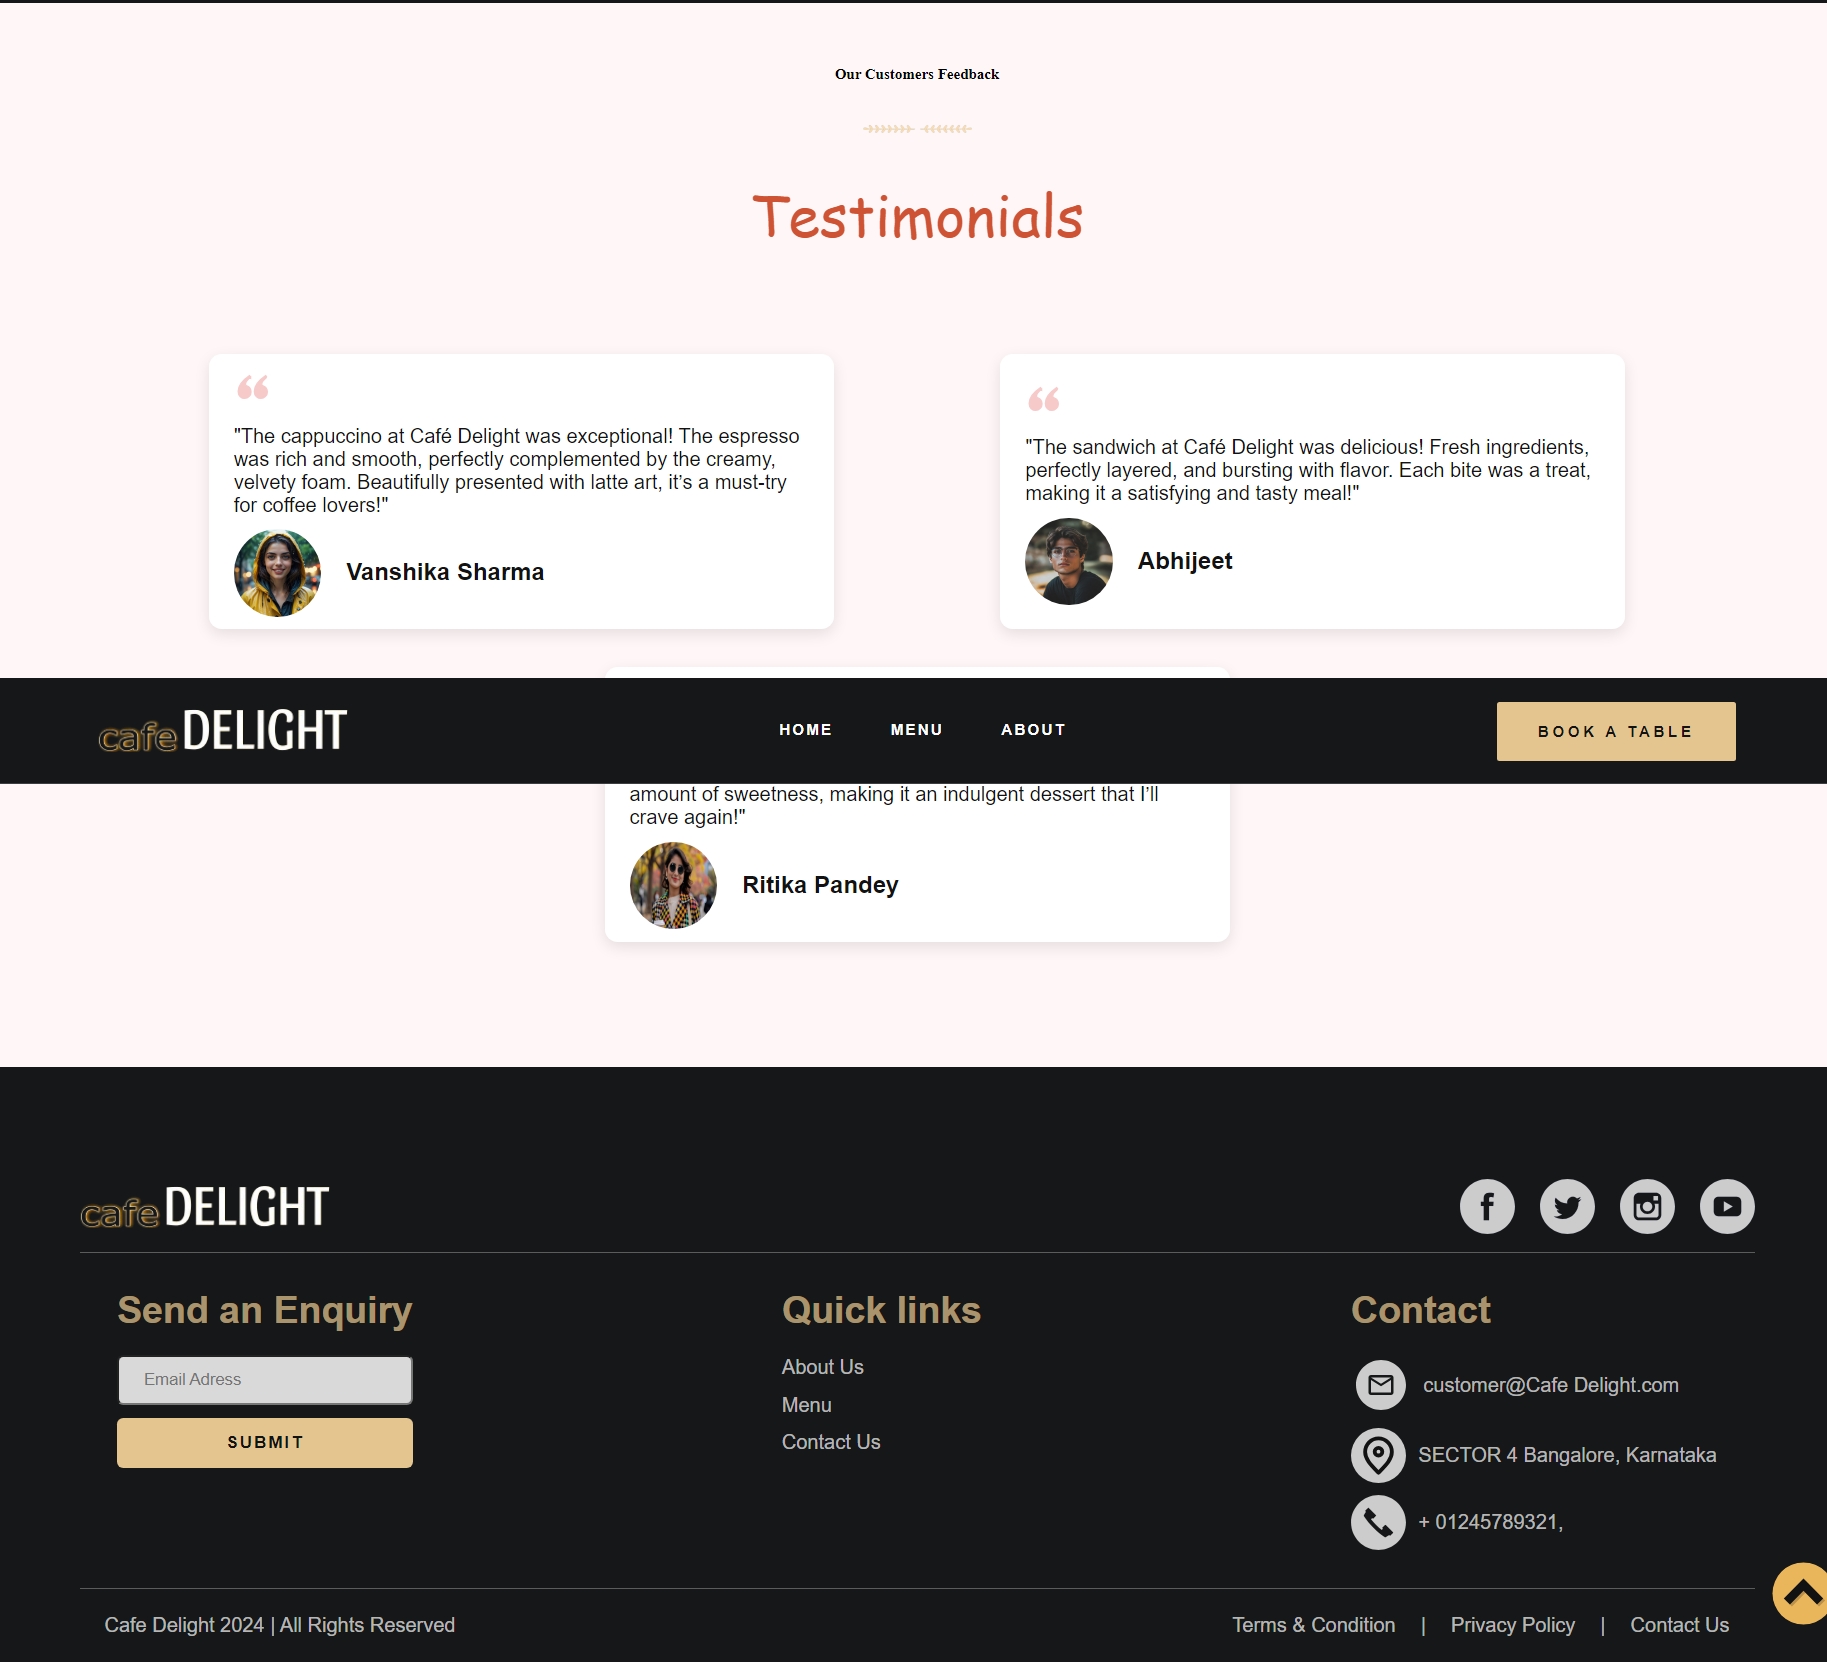 Our Customers Feedback
Testimonials
"The cappuccino at Café Delight was exceptional! The espresso
was rich and smooth, perfectly complemented by the creamy,
velvety foam. Beautifully presented with latte art, it’s a must-try
for coffee lovers!"
Vanshika Sharma
"The sandwich at Café Delight was delicious! Fresh ingredients,
perfectly layered, and bursting with flavor. Each bite was a treat,
making it a satisfying and tasty meal!"
Abhijeet
cafe DELIGHT
HOME
MENU
ABOUT
BOOK A TABLE
amount of sweetness, making it an indulgent dessert that I’ll
crave again!"
Ritika Pandey
cafe DELIGHT
Send an Enquiry
Email Adress
SUBMIT
Quick links
About Us
Menu
Contact Us
Contact
customer@Cafe Delight.com
SECTOR 4 Bangalore, Karnataka
+ 01245789321,
Cafe Delight 2024 | All Rights Reserved
Terms & Condition | Privacy Policy | Contact Us